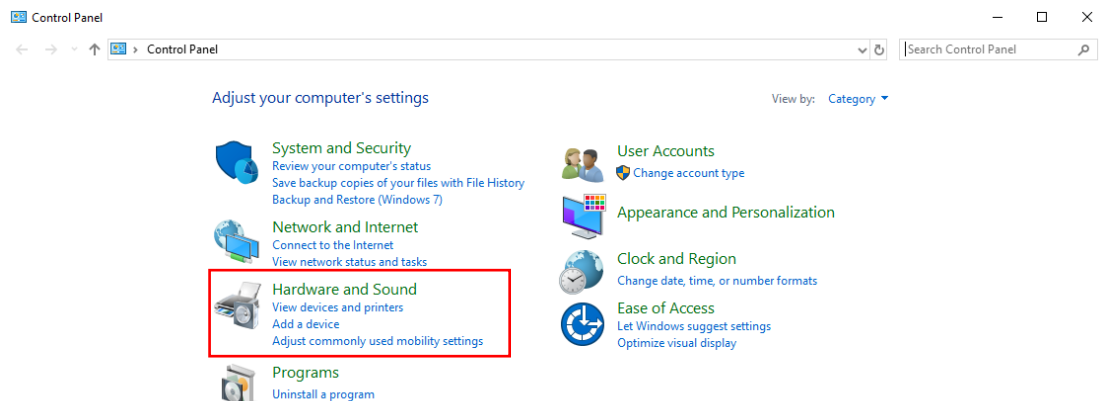 Control Panel
Control Panel
Search Control Panel
Adjust your computer's settings
View by: Category
System and Security
Review your computer's status
Save backup copies of your files with File History
Backup and Restore (Windows 7)
Network and Internet
Connect to the Internet
View network status and tasks
Hardware and Sound
View devices and printers
Add a device
Adjust commonly used mobility settings
Programs
Uninstall a program
User Accounts
Change account type
Appearance and Personalization
Clock and Region
Change date, time, or number formats
Ease of Access
Let Windows suggest settings
Optimize visual display